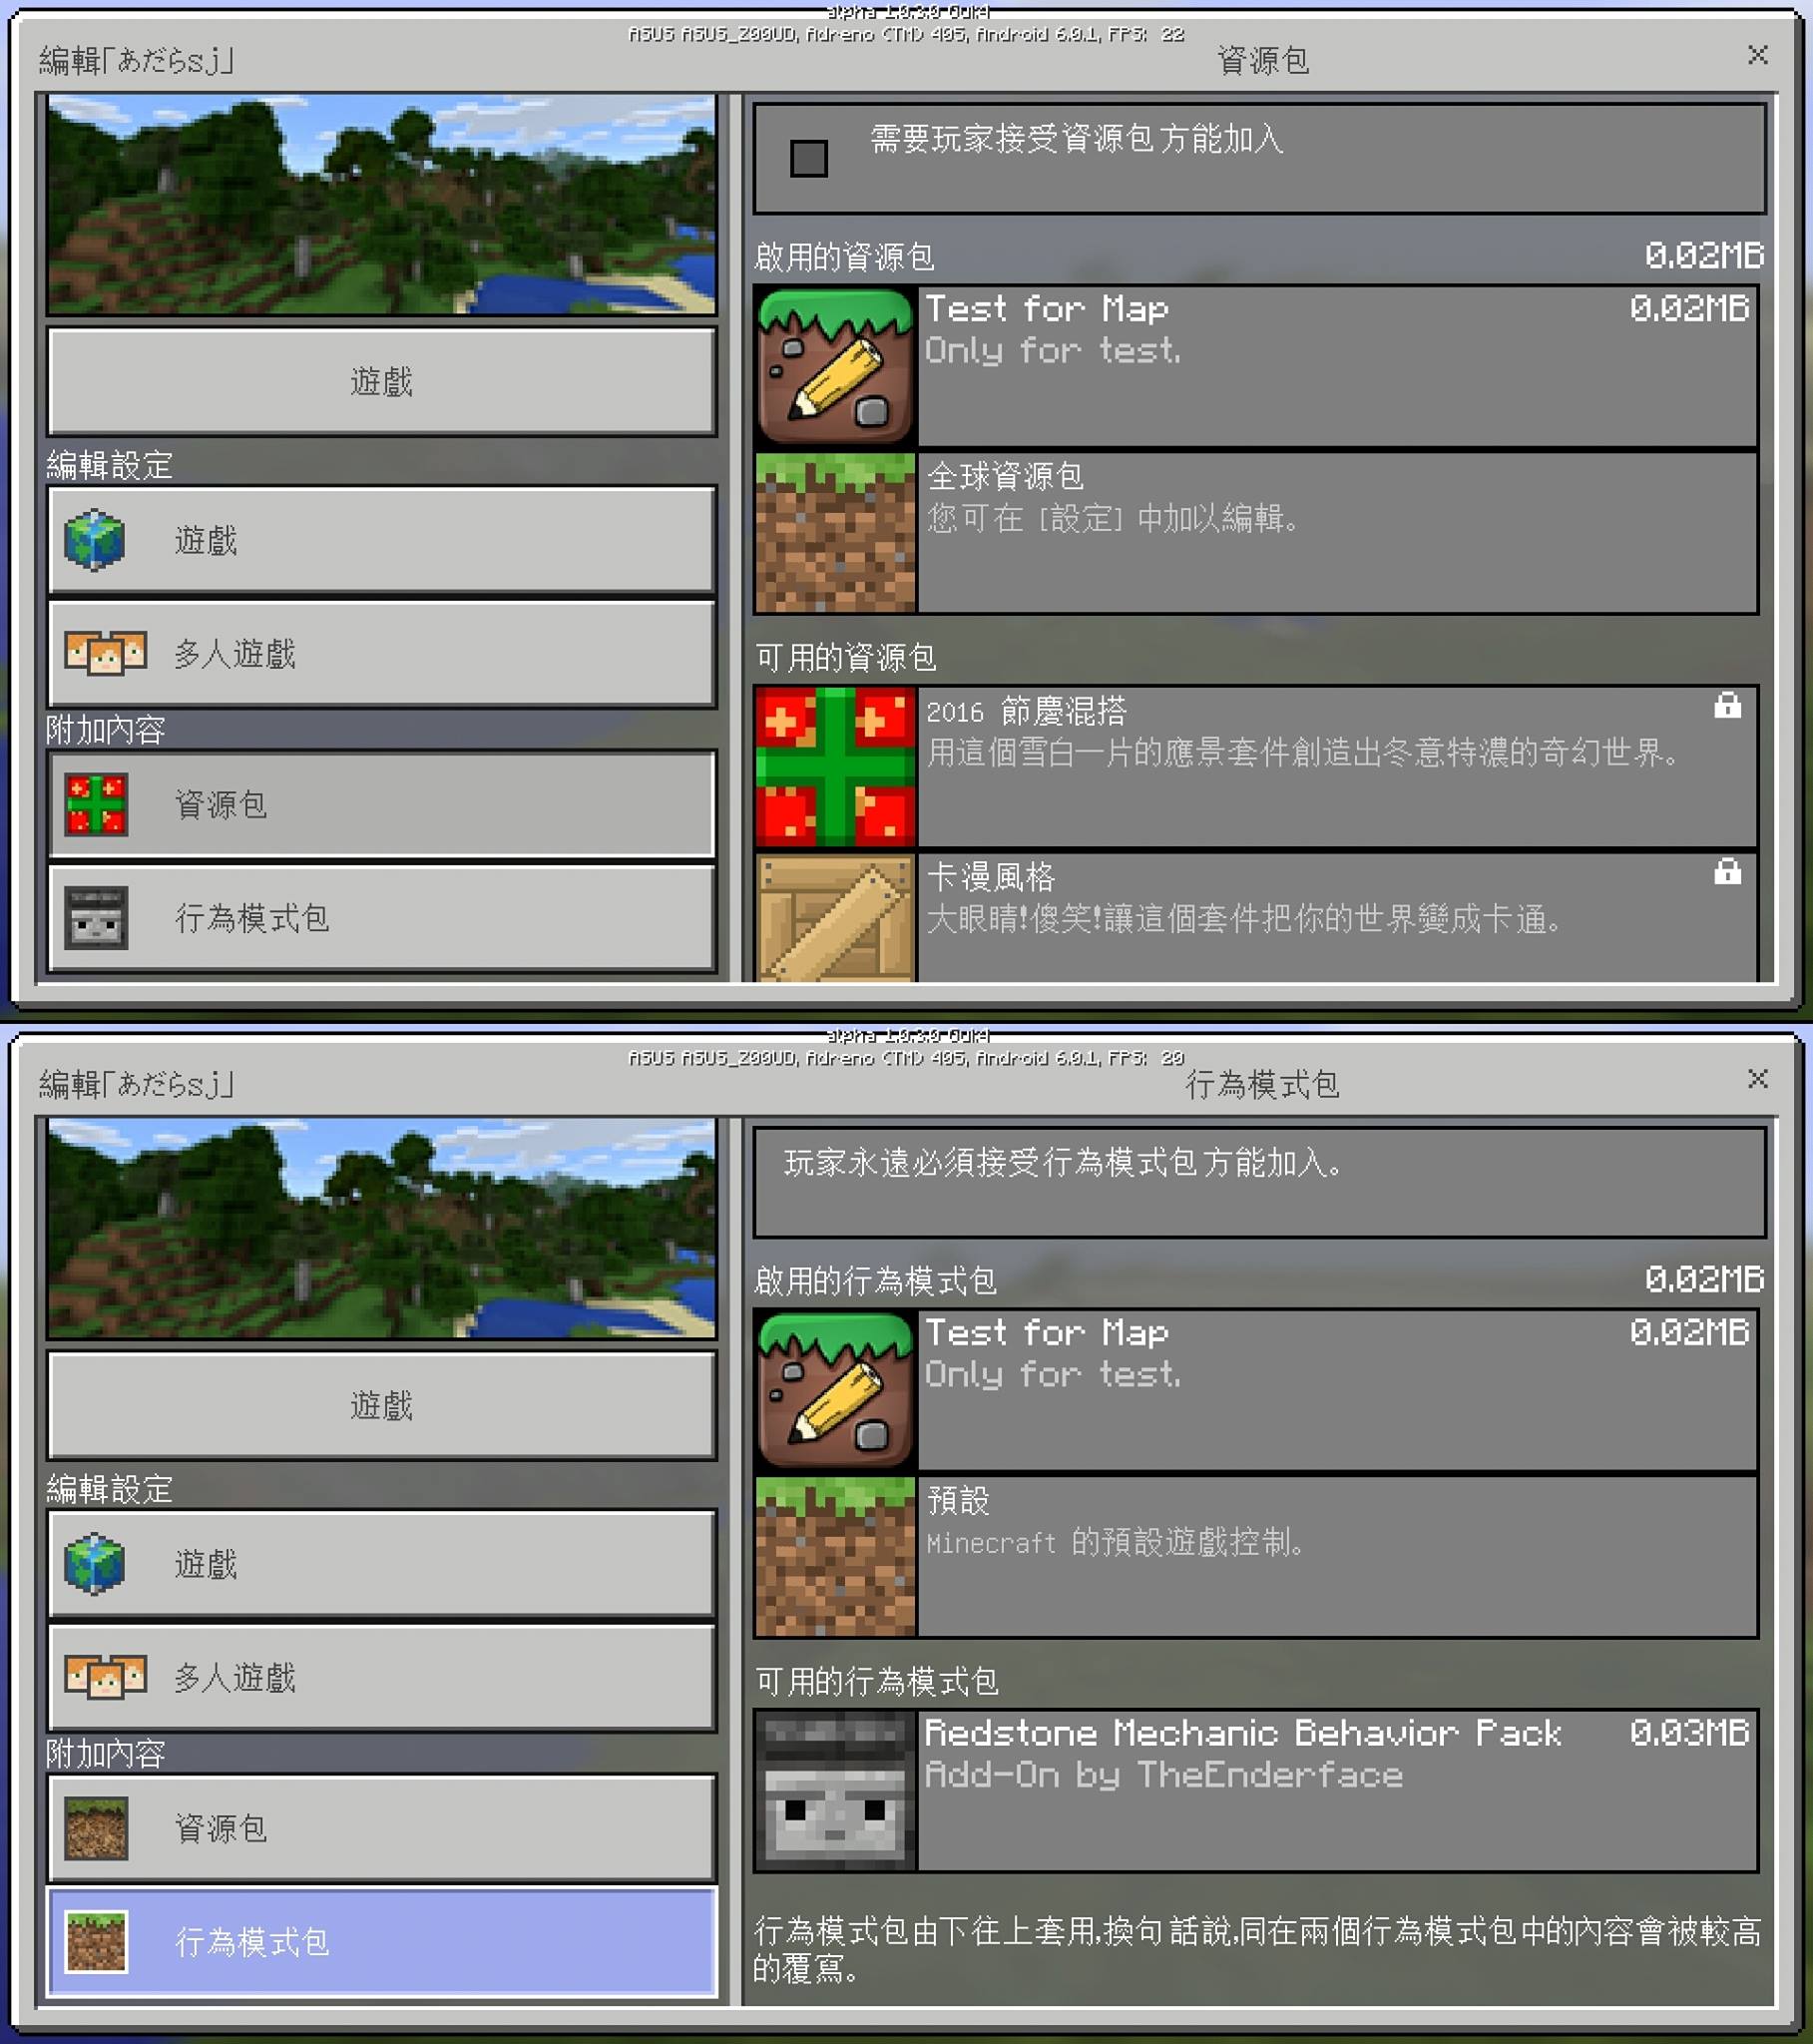 alpha 1.0.3.0 Build
ASUS ASUS_Z00UD, Adreno (TM) 405, Android 6.0.1, FPS: 22
編輯「あだらsj」
資源包
遊戲
編輯設定
遊戲
多人遊戲
附加內容
資源包
行為模式包
需要玩家接受資源包方能加入
啟用的資源包
0.02MB
Test for Map
0.02MB
Only for test.
全球資源包
您可在 [設定] 中加以編輯。
可用的資源包
2016 節慶混搭
用這個雪白一片的應景套件創造出冬意特濃的奇幻世界。
卡漫風格
大眼睛!傻笑!讓這個套件把你的世界變成卡通。
alpha 1.0.3.0 Build
ASUS ASUS_Z00UD, Adreno (TM) 405, Android 6.0.1, FPS: 20
編輯「あだらsj」
行為模式包
遊戲
編輯設定
遊戲
多人遊戲
附加內容
資源包
行為模式包
玩家永遠必須接受行為模式包方能加入。
啟用的行為模式包
0.02MB
Test for Map
0.02MB
Only for test.
預設
Minecraft 的預設遊戲控制。
可用的行為模式包
Redstone Mechanic Behavior Pack
0.03MB
Add-On by TheEnderface
行為模式包由下往上套用,換句話說,同在兩個行為模式包中的內容會被較高
的覆寫。